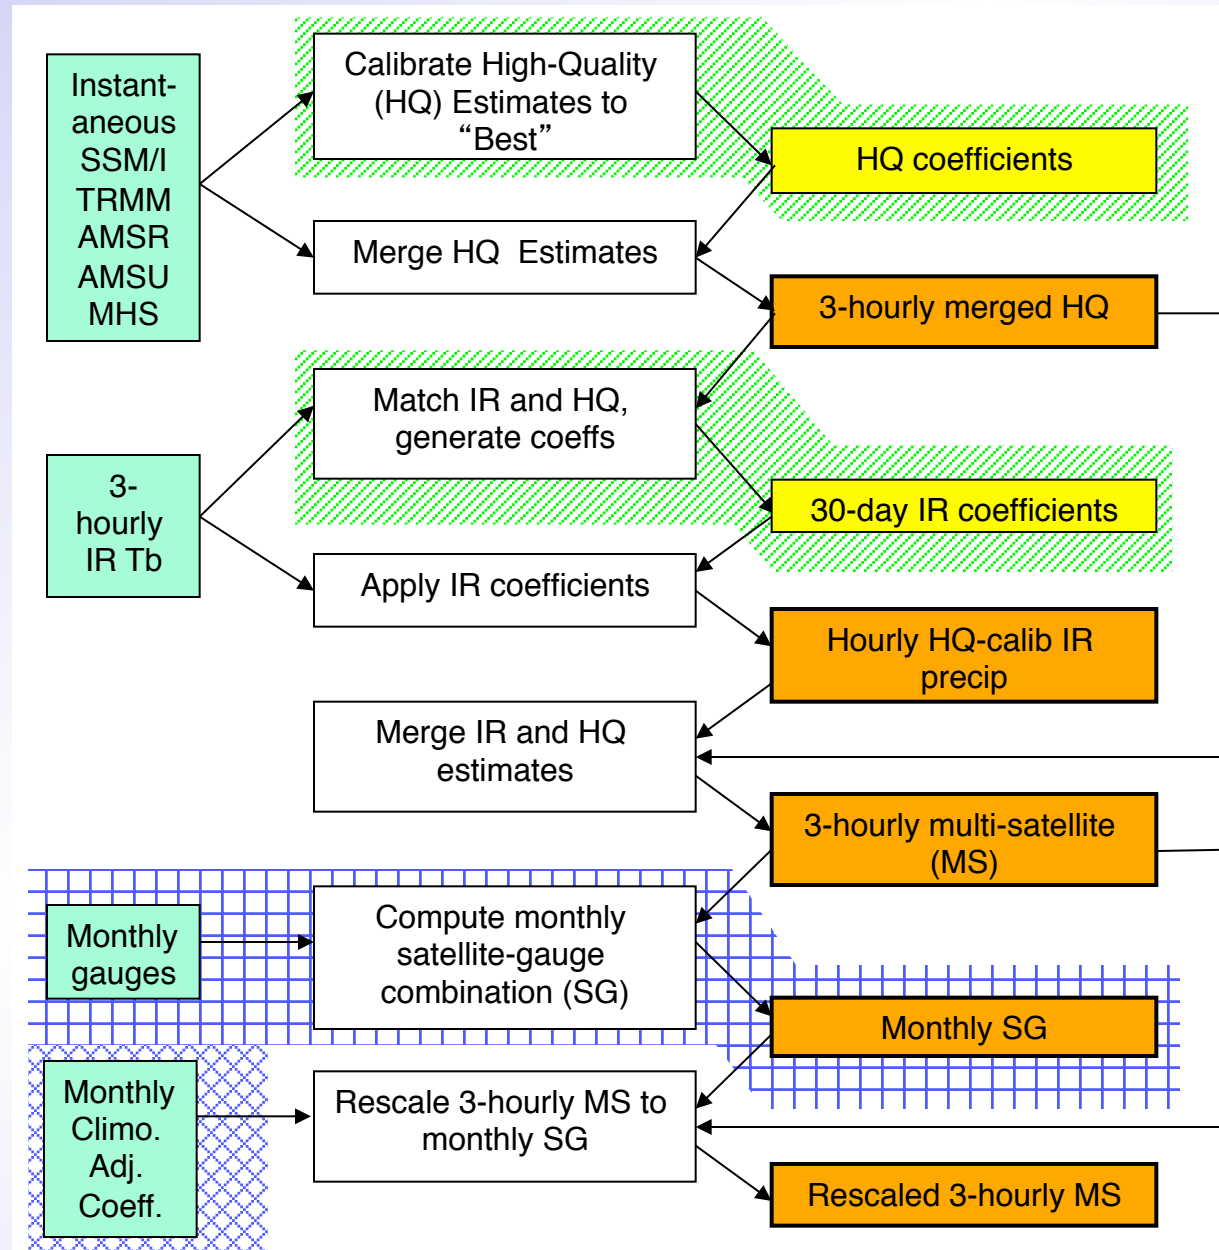 Instant-
aneous
SSM/I
TRMM
AMSR
AMSU
MHS
Calibrate High-Quality
(HQ) Estimates to
“Best”
HQ coefficients
Merge HQ Estimates
3-hourly merged HQ
Match IR and HQ,
generate coeffs
3-
hourly
IR Tb
30-day IR coefficients
Apply IR coefficients
Hourly HQ-calib IR
precip
Merge IR and HQ
estimates
3-hourly multi-satellite
(MS)
Monthly
gauges
Compute monthly
satellite-gauge
combination (SG)
Monthly SG
Monthly
Climo.
Adj.
Coeff.
Rescale 3-hourly MS to
monthly SG
Rescaled 3-hourly MS